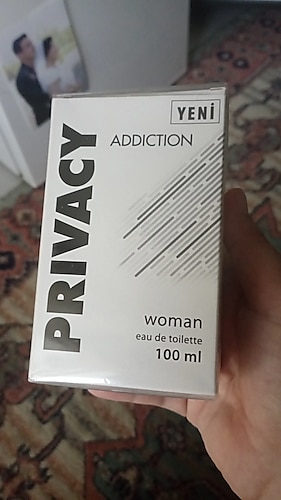 YENİ
ADDICTION
PRIVACY
woman
eau de toilette
100 ml